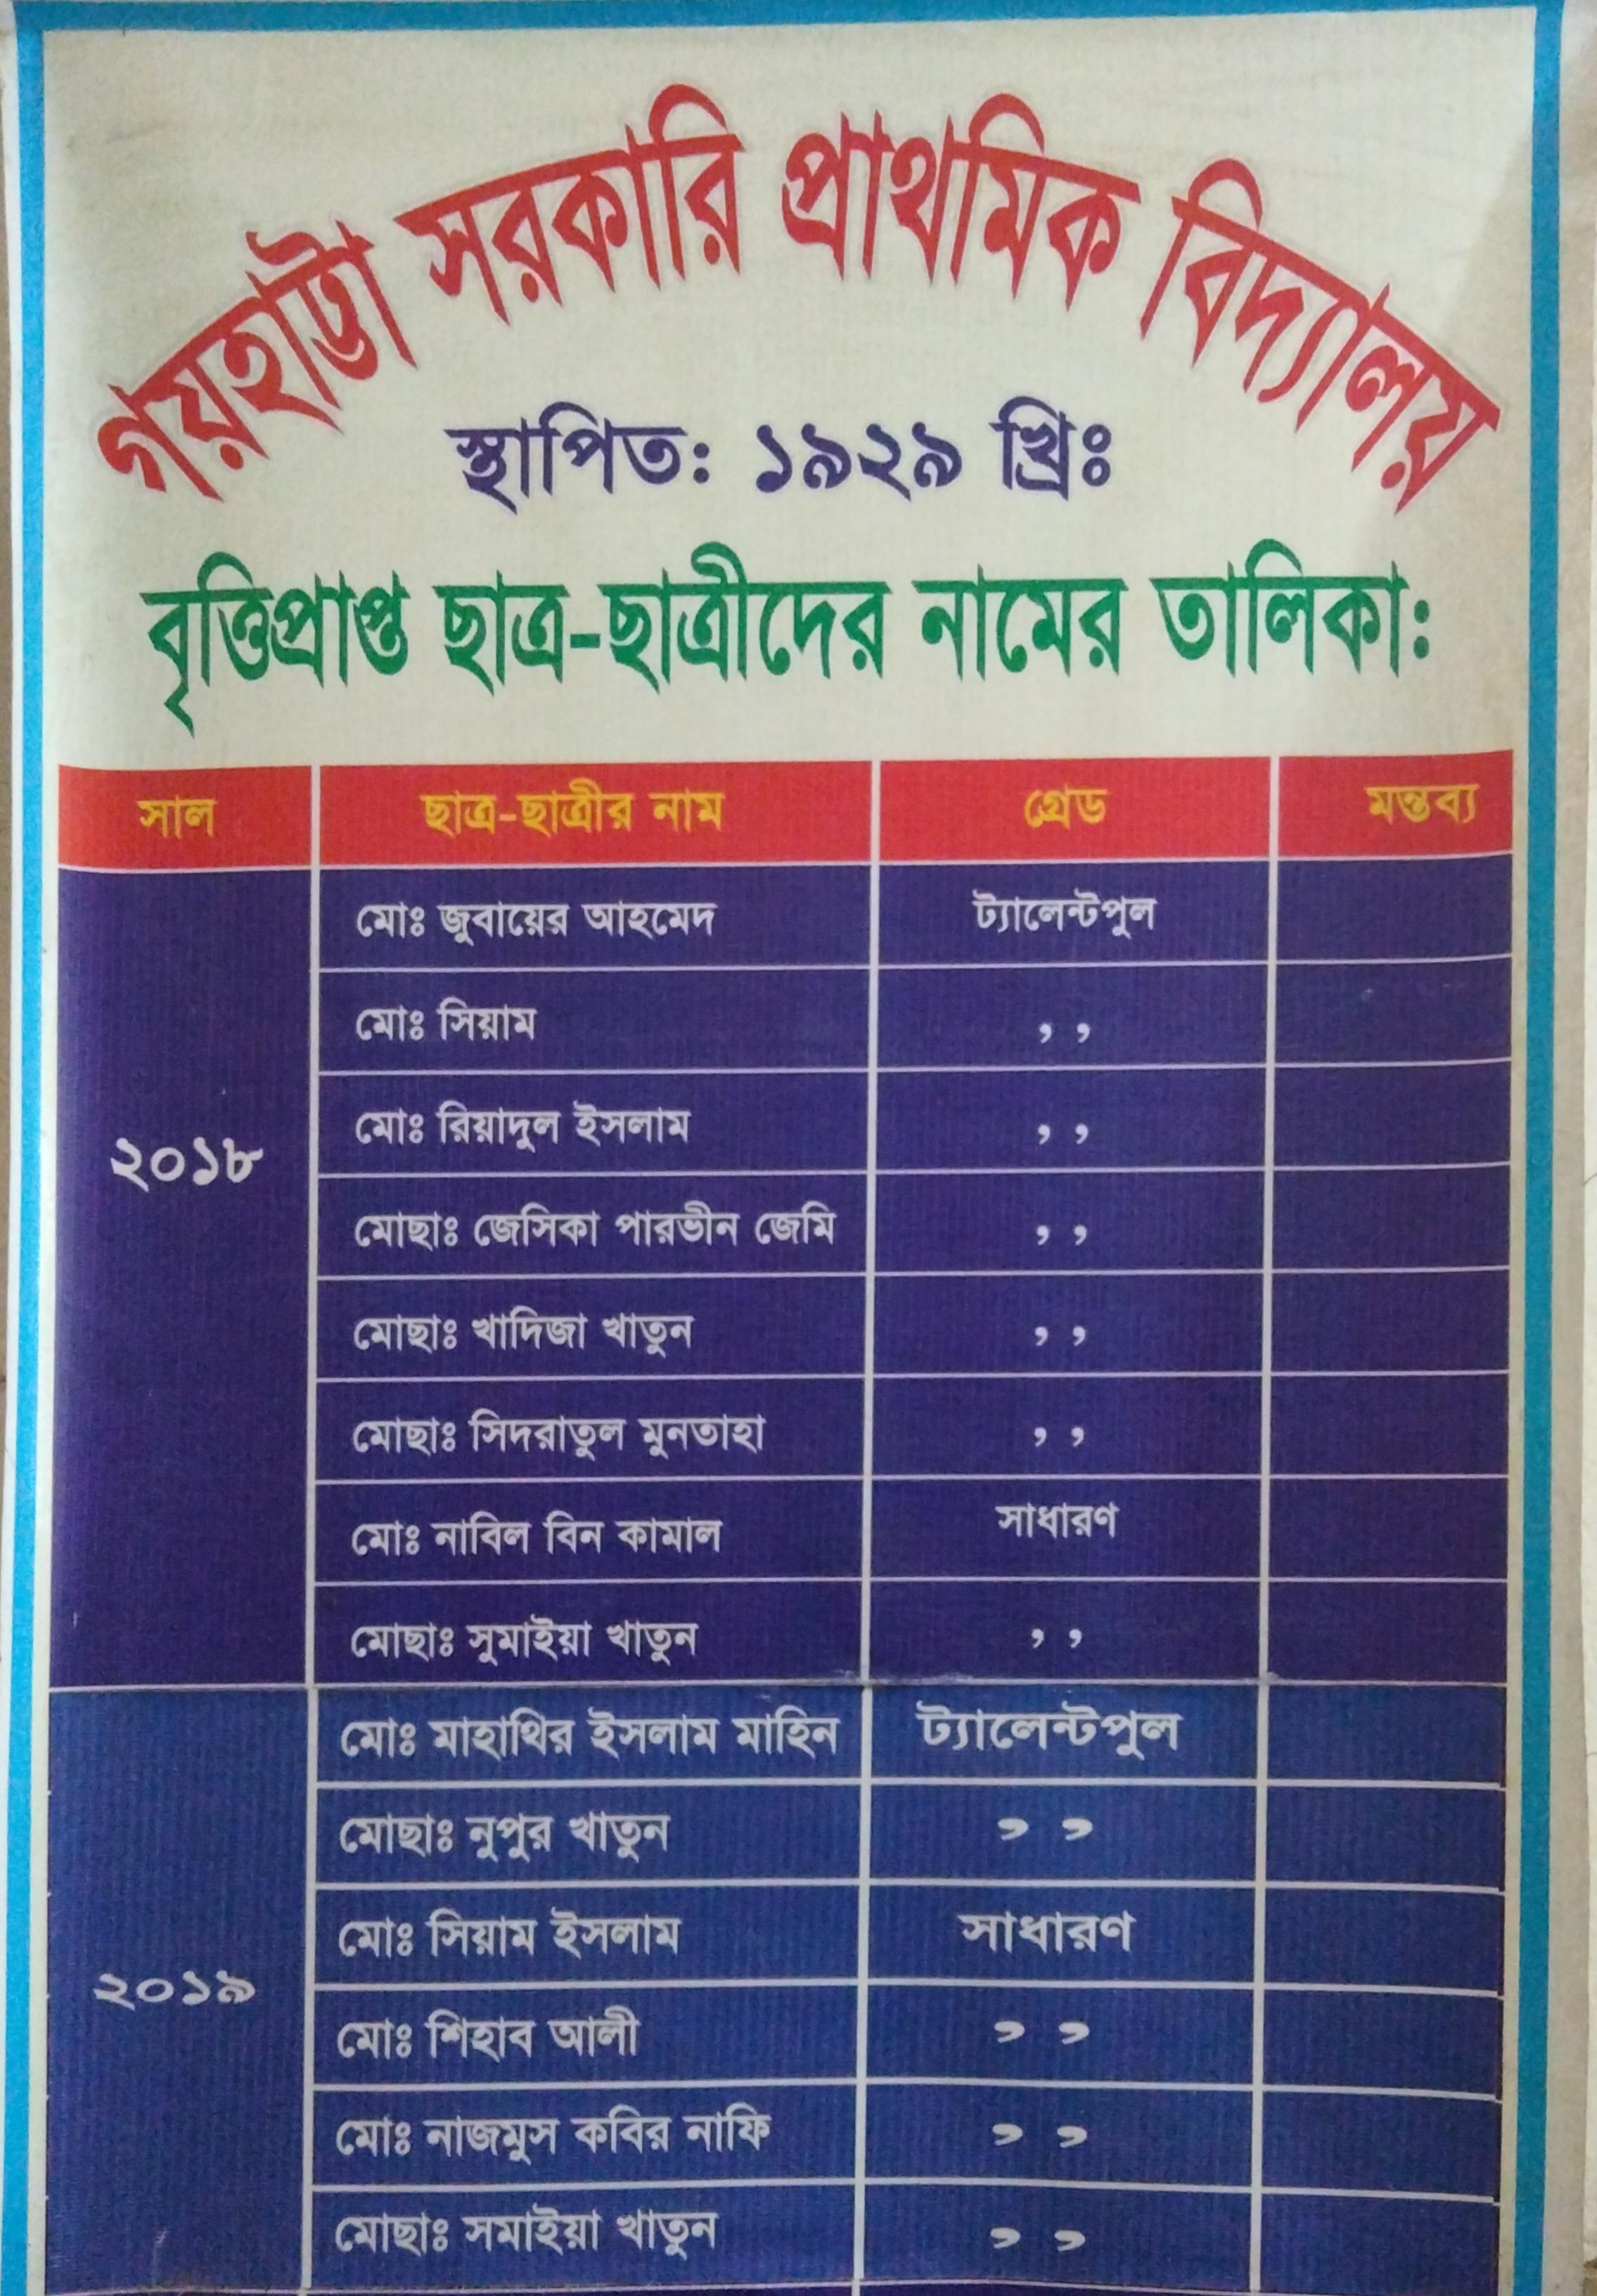 গয়হাট্টা সরকারি প্রাথমিক বিদ্যালয়
স্থাপিত: ১৯২৯ খ্রিঃ
বৃত্তিপ্রাপ্ত ছাত্র-ছাত্রীদের নামের তালিকা:
সাল ছাত্র-ছাত্রীর নাম গ্রেড মন্তব্য
মোঃ জুবায়ের আহমেদ ট্যালেন্টপুল
মোঃ সিয়াম , ,
মোঃ রিয়াদুল ইসলাম , ,
২০১৮
মোছাঃ জেসিকা পারভীন জেমি , ,
মোছাঃ খাদিজা খাতুন , ,
মোছাঃ সিদরাতুল মুনতাহা , ,
মোঃ নাবিল বিন কামাল সাধারণ
মোছাঃ সুমাইয়া খাতুন , ,
মোঃ মাহাথির ইসলাম মাহিন ট্যালেন্টপুল
মোছাঃ নুপুর খাতুন , ,
মোঃ সিয়াম ইসলাম সাধারণ
২০১৯
মোঃ শিহাব আলী , ,
মোঃ নাজমুস কবির নাফি , ,
মোছাঃ সমাইয়া খাতুন , ,